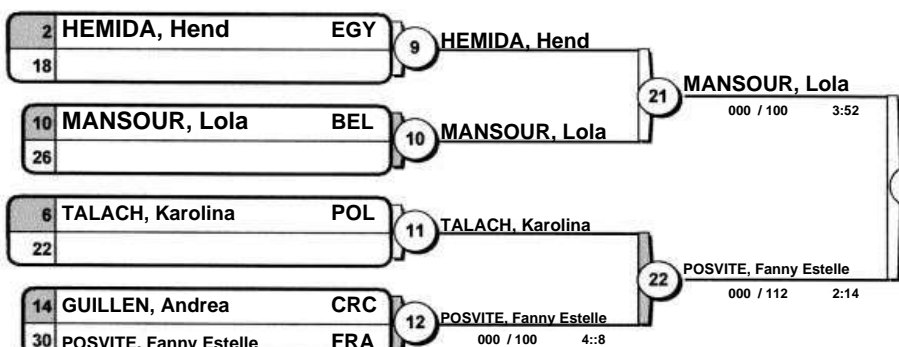 2 HEMIDA, Hend EGY
18
9
HEMIDA, Hend
10 MANSOUR, Lola BEL
26
10
MANSOUR, Lola
21
MANSOUR, Lola
000 / 100 3:52
6 TALACH, Karolina POL
22
11
TALACH, Karolina
14 GUILLEN, Andrea CRC
30 POSVITE, Fanny Estelle FRA
12
POSVITE, Fanny Estelle
000 / 100 4::8
22
POSVITE, Fanny Estelle
000 / 112 2:14